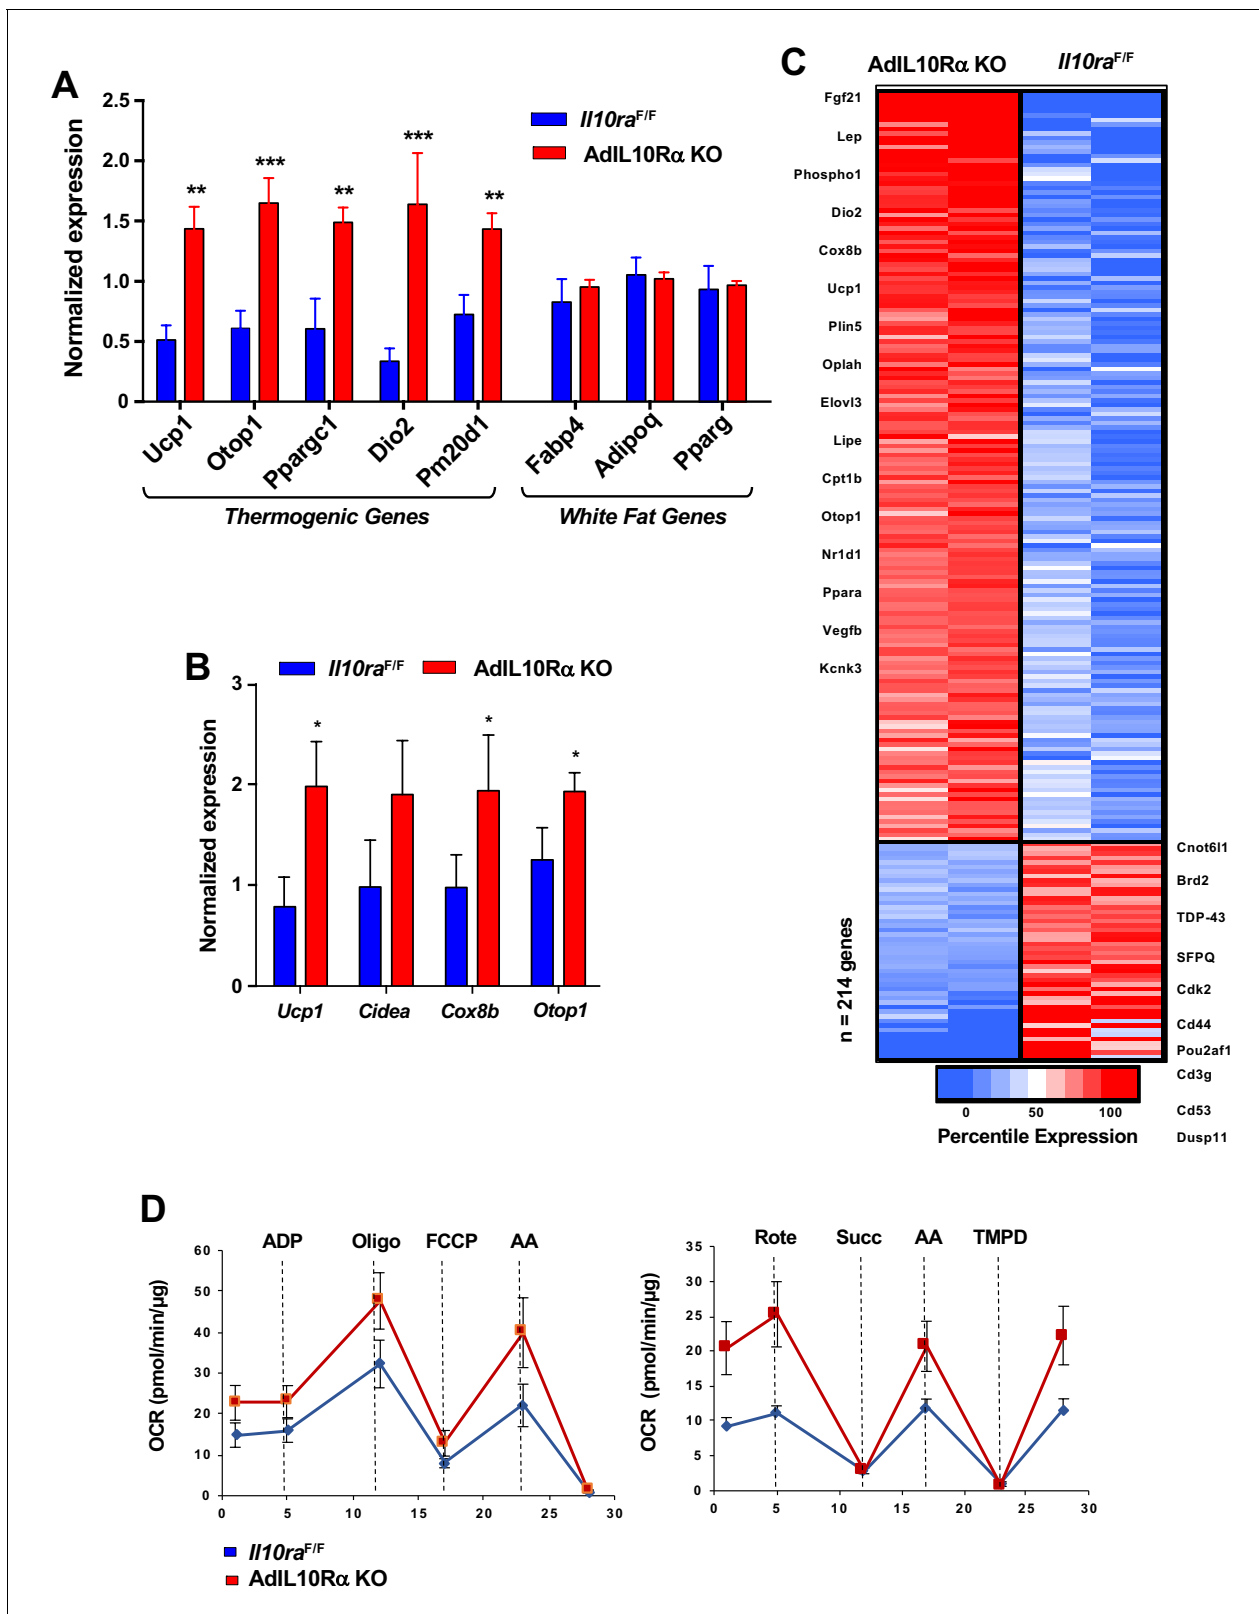 A
2.5
2.0
1.5
1.0
0.5
0
Normalized expression
Il10ra^F/F
AdIL10Rα KO
** *** ** *** **
Ucp1 Otop1 Ppargc1 Dio2 Pm20d1 Fabp4 Adipoq Pparg
Thermogenic Genes White Fat Genes
B
Il10ra^F/F AdIL10Rα KO
3
2
1
0
Normalized expression
* * *
Ucp1 Cidea Cox8b Otop1
C
AdIL10Rα KO Il10ra^F/F
Fgf21
Lep
Phospho1
Dio2
Cox8b
Ucp1
Plin5
Oplah
Elovl3
Lipe
Cpt1b
Otop1
Nr1d1
Ppara
Vegfb
Kcnk3
n = 214 genes
Cnot6l1
Brd2
TDP-43
SFPQ
Cdk2
Cd44
Pou2af1
Cd3g
Cd53
Dusp11
0 50 100
Percentile Expression
D
ADP Oligo FCCP AA
60
50
40
30
20
10
0
OCR (pmol/min/µg)
0 5 10 15 20 25 30
Rote Succ AA TMPD
35
30
25
20
15
10
5
0
OCR (pmol/min/µg)
0 5 10 15 20 25 30
Il10ra^F/F
AdIL10Rα KO